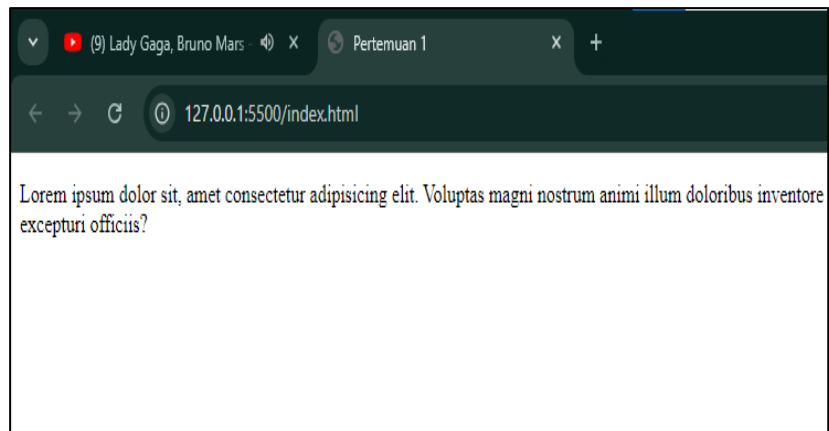 (9) Lady Gaga, Bruno Mars -
Pertemuan 1
127.0.0.1:5500/index.html
Lorem ipsum dolor sit, amet consectetur adipisicing elit. Voluptas magni nostrum animi illum doloribus inventore
excepturi officiis?